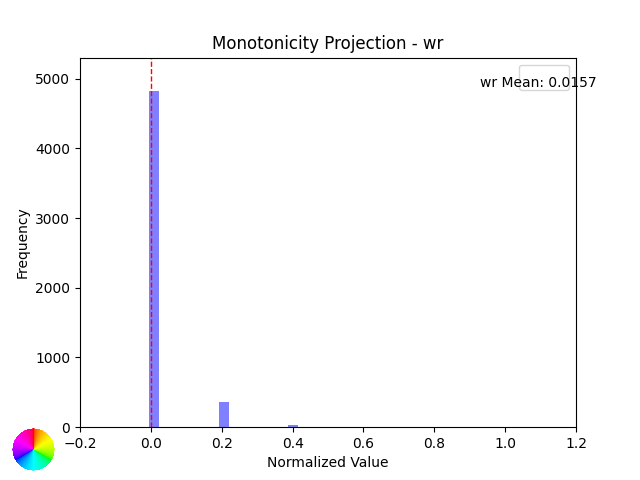 Monotonicity Projection - wr
wr Mean: 0.0157
5000
4000
3000
2000
1000
0
Frequency
−0.2 0.0 0.2 0.4 0.6 0.8 1.0 1.2
Normalized Value